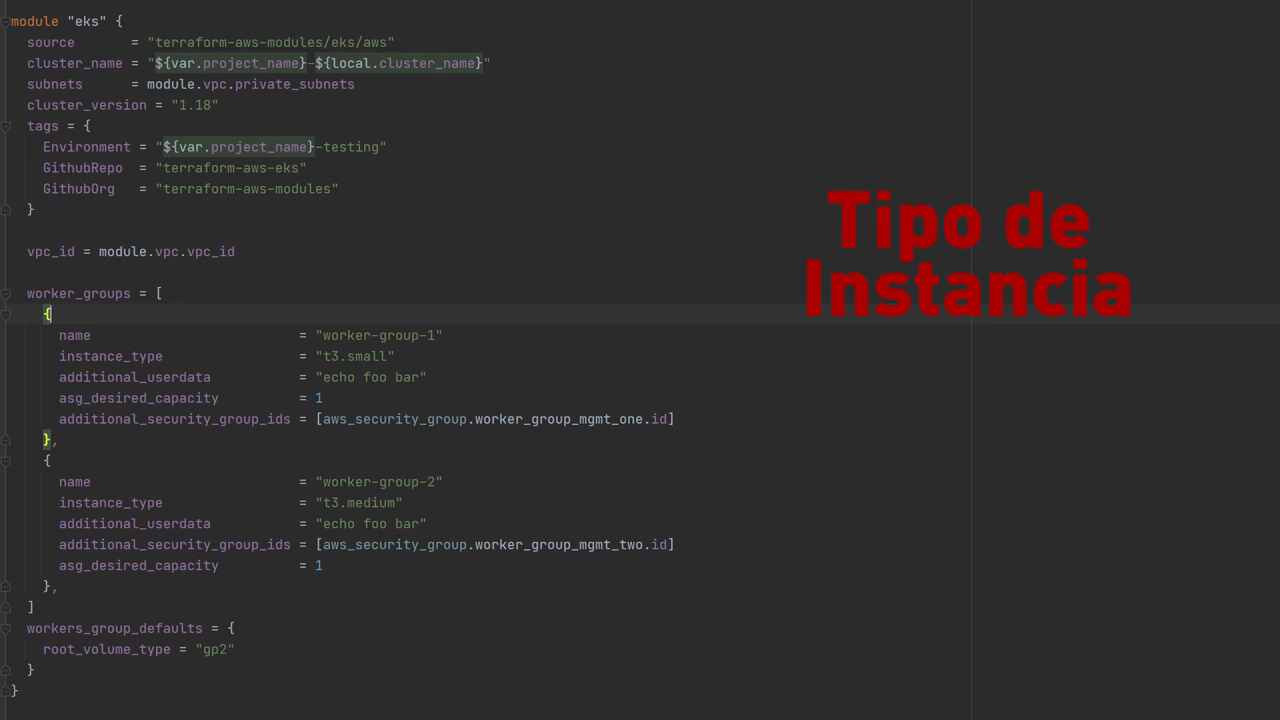 module "eks" {
  source       = "terraform-aws-modules/eks/aws"
  cluster_name = "${var.project_name}-${local.cluster_name}"
  subnets      = module.vpc.private_subnets
  cluster_version = "1.18"
  tags = {
    Environment = "${var.project_name}-testing"
    GithubRepo  = "terraform-aws-eks"
    GithubOrg   = "terraform-aws-modules"
  }
Tipo de
Instancia
  vpc_id = module.vpc.vpc_id
  worker_groups = [
    {
      name                          = "worker-group-1"
      instance_type                 = "t3.small"
      additional_userdata           = "echo foo bar"
      asg_desired_capacity          = 1
      additional_security_group_ids = [aws_security_group.worker_group_mgmt_one.id]
    },
    {
      name                          = "worker-group-2"
      instance_type                 = "t3.medium"
      additional_userdata           = "echo foo bar"
      additional_security_group_ids = [aws_security_group.worker_group_mgmt_two.id]
      asg_desired_capacity          = 1
    },
  ]
  workers_group_defaults = {
    root_volume_type = "gp2"
  }
}